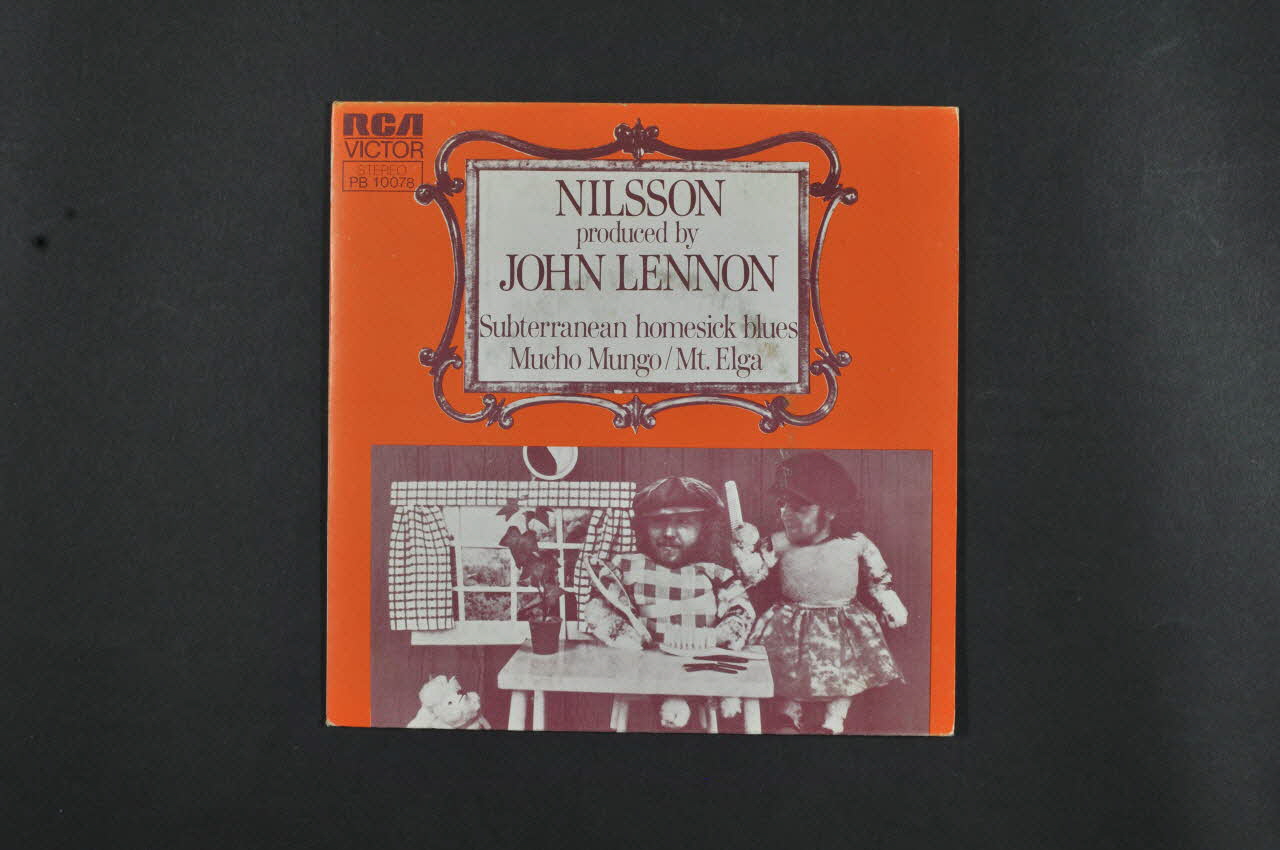 RCA
VICTOR
STEREO
PB 10078
NILSSON
produced by
JOHN LENNON
Subterranean homesick blues
Mucho Mungo/Mt. Elga